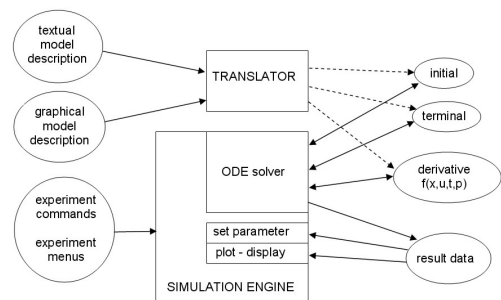 textual
model
description
graphical
model
description
experiment
commands
experiment
menus
TRANSLATOR
ODE solver
set parameter
plot - display
SIMULATION ENGINE
initial
terminal
derivative
f(x,u,t,p)
result data